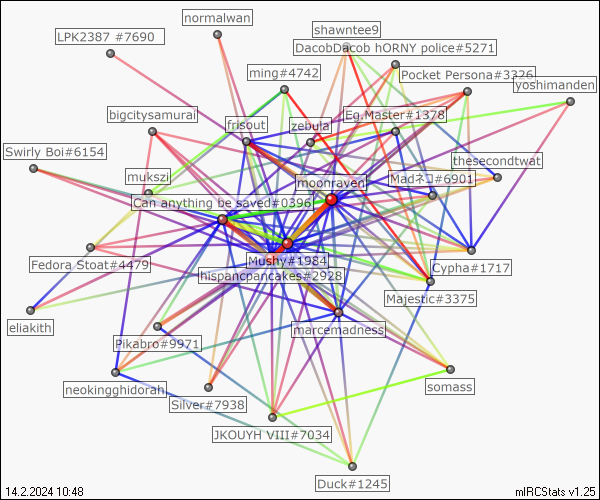 normalwan
shawntee9
LPK2387 #7690
DacobDacob hORNY police#5271
ming#4742
Pocket Persona#3326
yoshimanden
bigcitysamurai
Eg.Master#1378
frisout
zebula
Swirly Boi#6154
thesecondtwat
mukszi
moonraven
Madネコ#6901
Can anything be saved#0396
Mushy#1984
Fedora Stoat#4479
Cypha#1717
hispancpancakes#2928
Majestic#3375
eliakith
marcemadness
Pikabro#9971
neokingghidorah
somass
Silver#7938
JKOUYH VIII#7034
Duck#1245
14.2.2024 10:48
mIRCStats v1.25